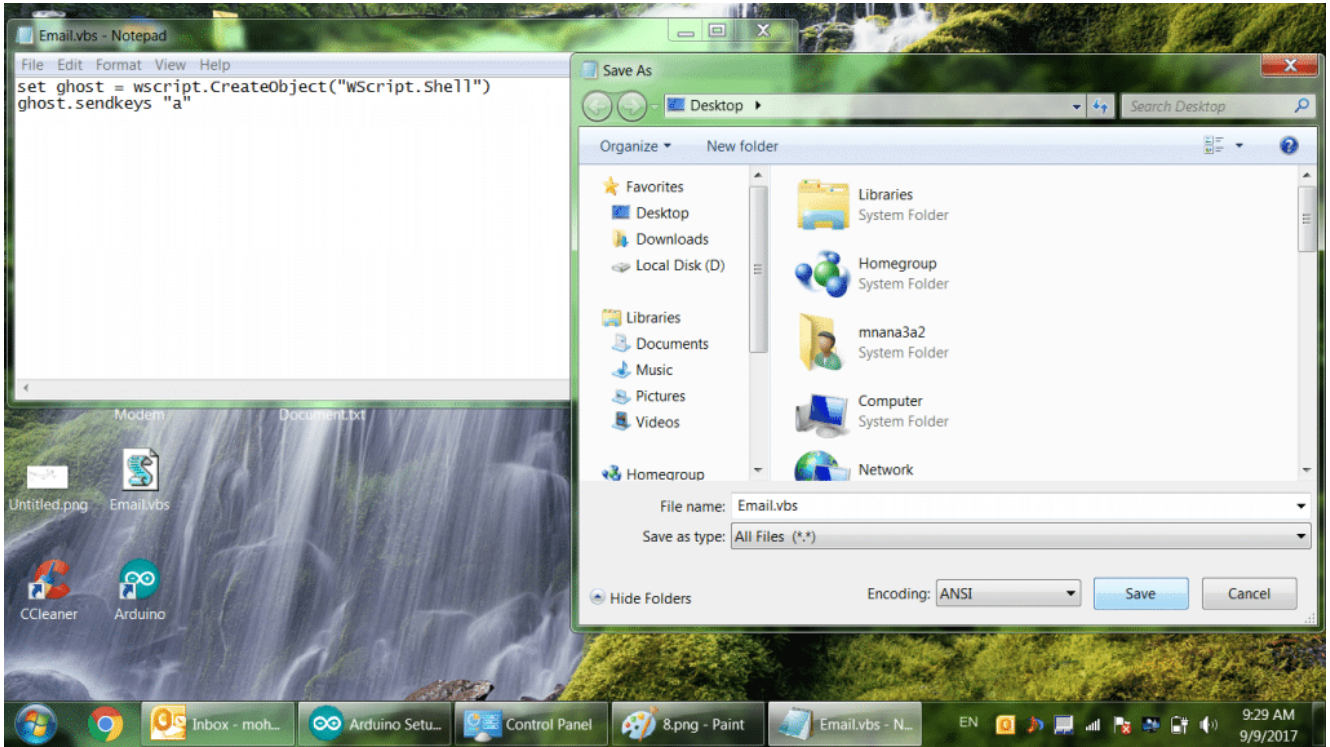 Email.vbs - Notepad
File Edit Format View Help
set ghost = wscript.CreateObject("WScript.Shell")
ghost.sendkeys "a"
Save As
Desktop
Search Desktop
Organize
New folder
Favorites
Desktop
Downloads
Local Disk (D)
Libraries
Documents
Music
Pictures
Videos
Homegroup
Libraries
System Folder
Homegroup
System Folder
mnana3a2
System Folder
Computer
System Folder
Network
File name: Email.vbs
Save as type: All Files (*.*)
Hide Folders
Encoding: ANSI
Save
Cancel
Modem
Document.txt
Untitled.png
Email.vbs
CCleaner
Arduino
Inbox - moh...
Arduino Setu...
Control Panel
8.png - Paint
Email.vbs - N...
EN
9:29 AM
9/9/2017